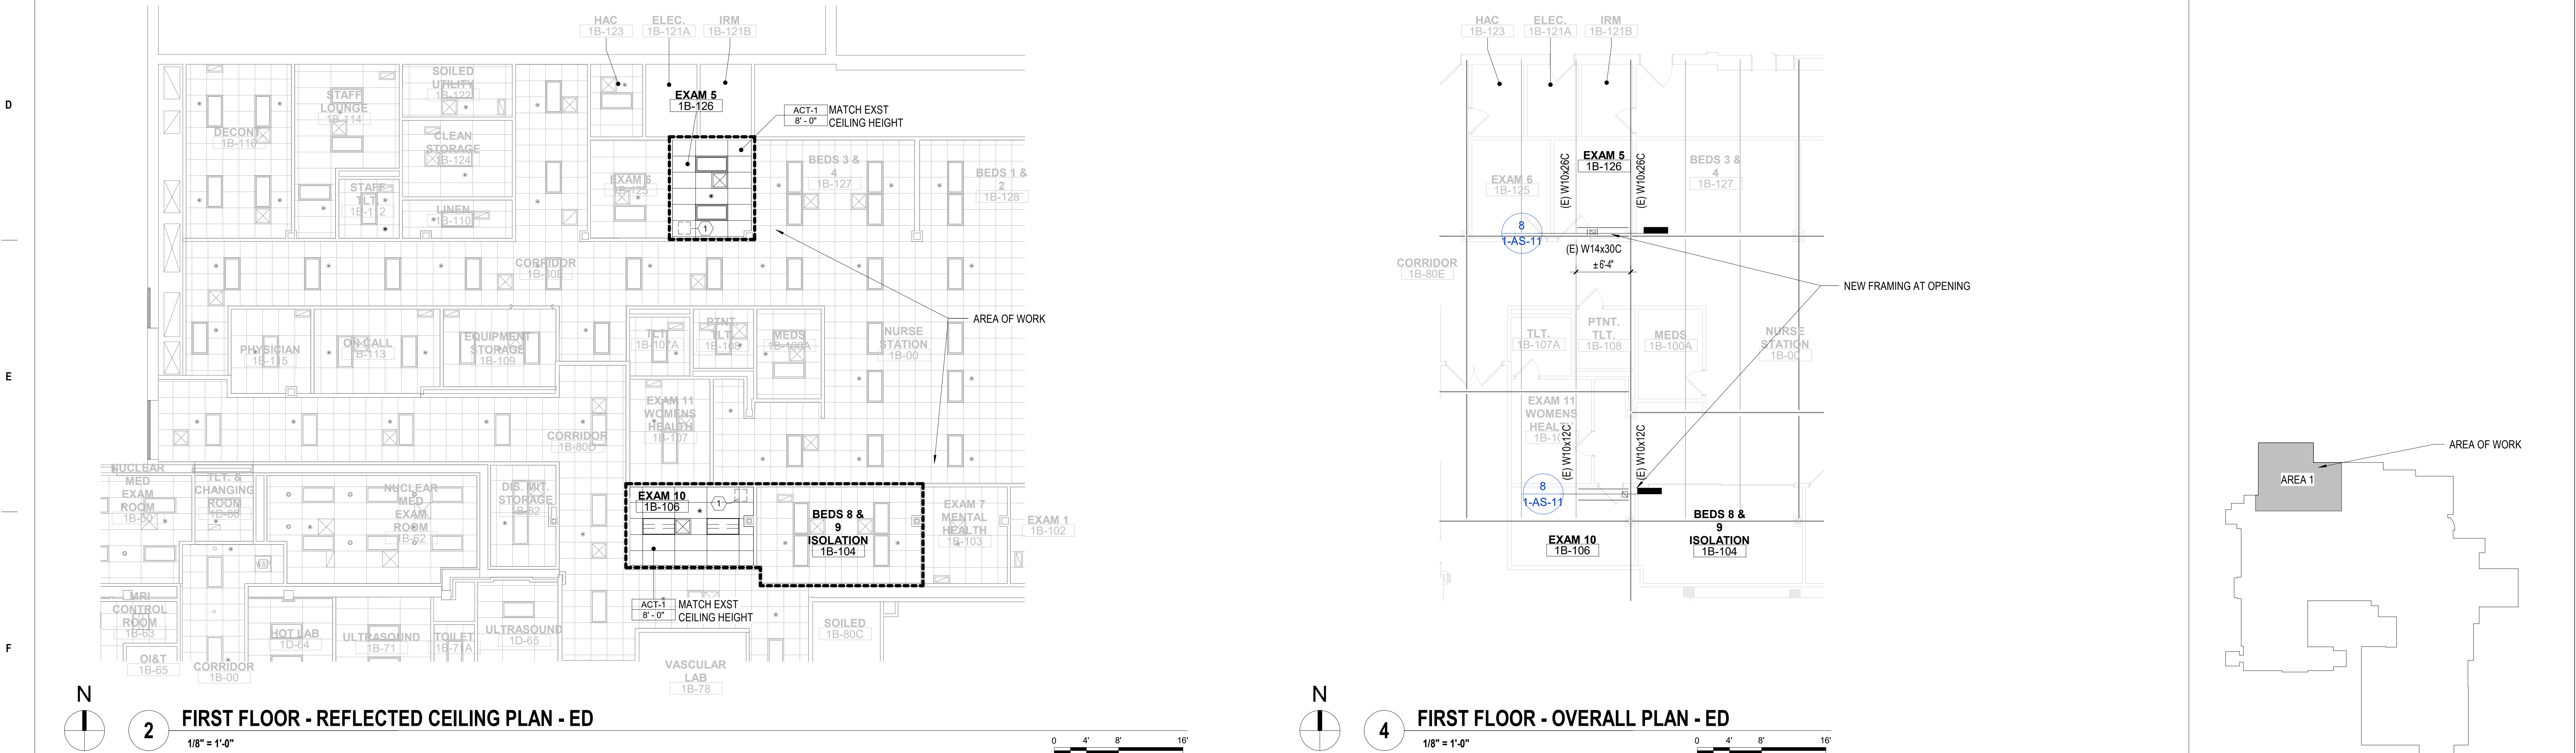 HAC
1B-123
ELEC.
1B-121A
IRM
1B-121B
D
E
F
SOILED
UTILITY
1B-122
STAFF
LOUNGE
1B-114
DECONT.
1B-116
CLEAN
STORAGE
1B-124
STAFF
TLT.
1B-112
LINEN
1B-110
EXAM 5
1B-126
ACT-1
8' - 0"
MATCH EXST
CEILING HEIGHT
EXAM 6
1B-125
1
BEDS 3 &
4
1B-127
BEDS 1 &
2
1B-128
CORRIDOR
1B-80E
AREA OF WORK
PHYSICIAN
1B-115
ON CALL
1B-113
EQUIPMENT
STORAGE
1B-109
TLT.
1B-107A
PTNT.
TLT.
1B-108
MEDS
1B-100A
NURSE
STATION
1B-00
EXAM 11
WOMENS
HEALTH
1B-107
CORRIDOR
1B-80D
NUCLEAR
MED
EXAM
ROOM
1B-50
TLT. &
CHANGING
ROOM
NUCLEAR
MED
EXAM
ROOM
1B-62
DIS. MIT.
STORAGE
1B-82
EXAM 10
1B-106
1
BEDS 8 &
9
ISOLATION
1B-104
EXAM 7
MENTAL
HEALTH
1B-103
EXAM 1
1B-102
WAP
MRI
CONTROL
ROOM
1B-63
OI&T
1B-65
CORRIDOR
1B-00
HOT LAB
1D-64
ULTRASOUND
1B-71
TOILET
1B-71A
ULTRASOUND
1D-65
ACT-1
8' - 0"
MATCH EXST
CEILING HEIGHT
SOILED
1B-80C
VASCULAR
LAB
1B-78
N
2
FIRST FLOOR - REFLECTED CEILING PLAN - ED
1/8" = 1'-0"
0 4' 8' 16'
HAC
1B-123
ELEC.
1B-121A
IRM
1B-121B
EXAM 6
1B-125
(E) W10x26C
EXAM 5
1B-126
(E) W10x26C
BEDS 3 &
4
1B-127
8
1-AS-11
(E) W14x30C
±6'-4"
CORRIDOR
1B-80E
NEW FRAMING AT OPENING
TLT.
1B-107A
PTNT.
TLT.
1B-108
MEDS
1B-100A
NURSE
STATION
1B-00
EXAM 11
WOMENS
(E) W10x12C
(E) W10x12C
8
1-AS-11
EXAM 10
1B-106
BEDS 8 &
9
ISOLATION
1B-104
N
4
FIRST FLOOR - OVERALL PLAN - ED
1/8" = 1'-0"
0 4' 8' 16'
AREA OF WORK
AREA 1